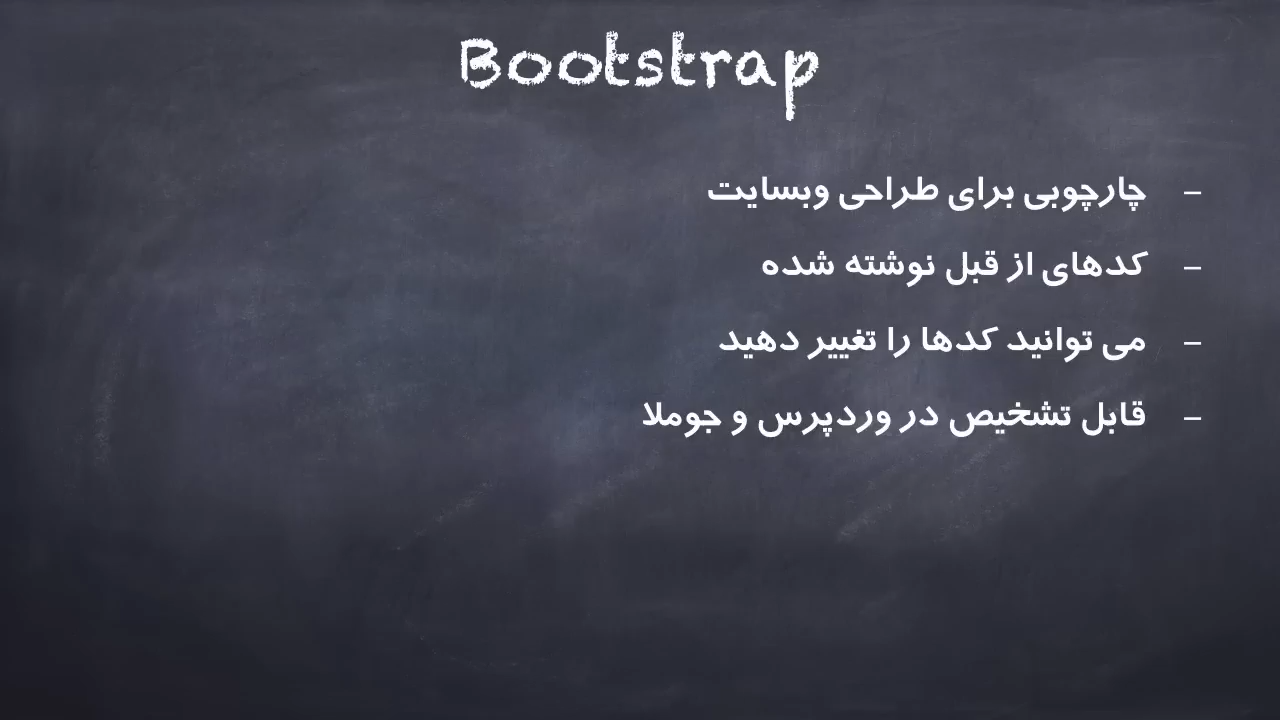 Bootstrap
– چارچوبی برای طراحی وبسایت
– کدهای از قبل نوشته شده
– می توانید کدها را تغییر دهید
– قابل تشخیص در وردپرس و جوملا